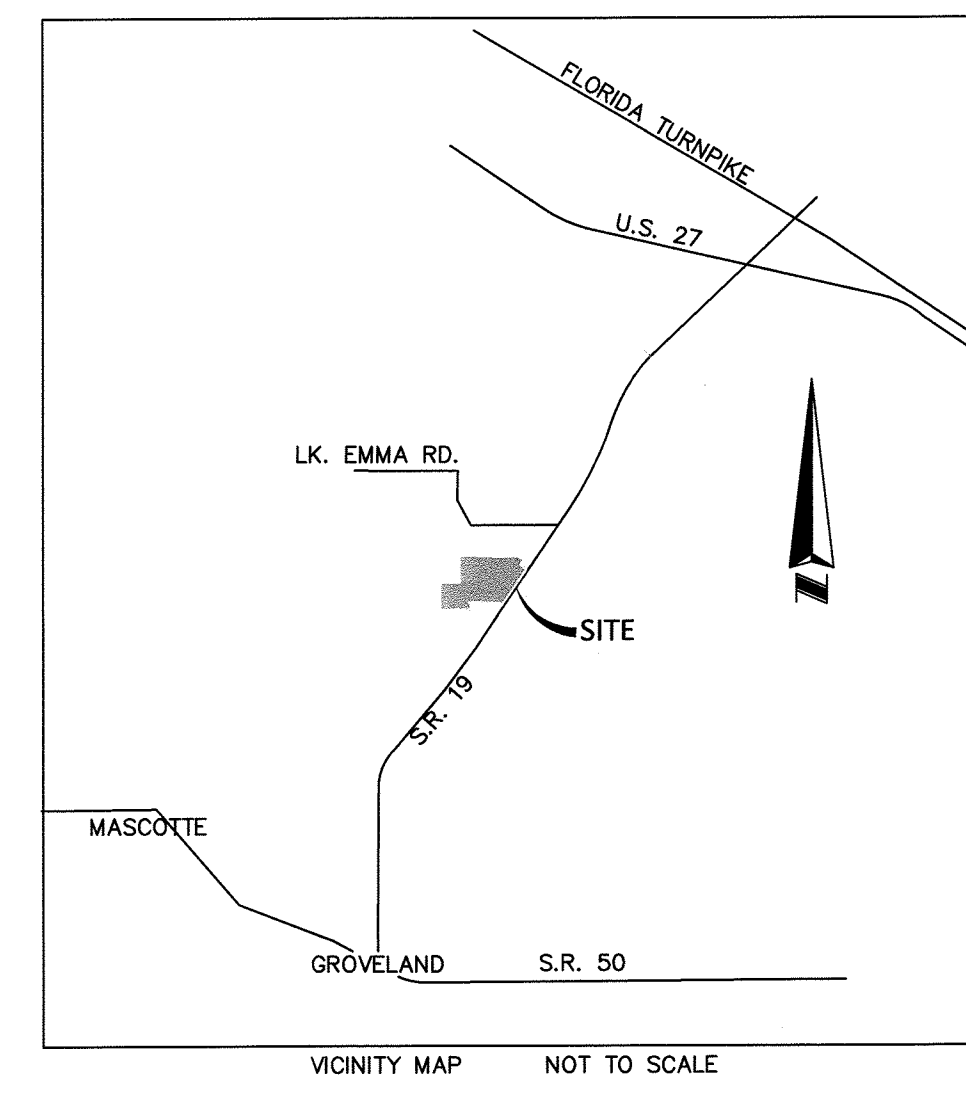 FLORIDA TURNPIKE
U.S. 27
LK. EMMA RD.
N
SITE
S.R. 19
MASCOTTE
GROVELAND
S.R. 50
VICINITY MAP NOT TO SCALE